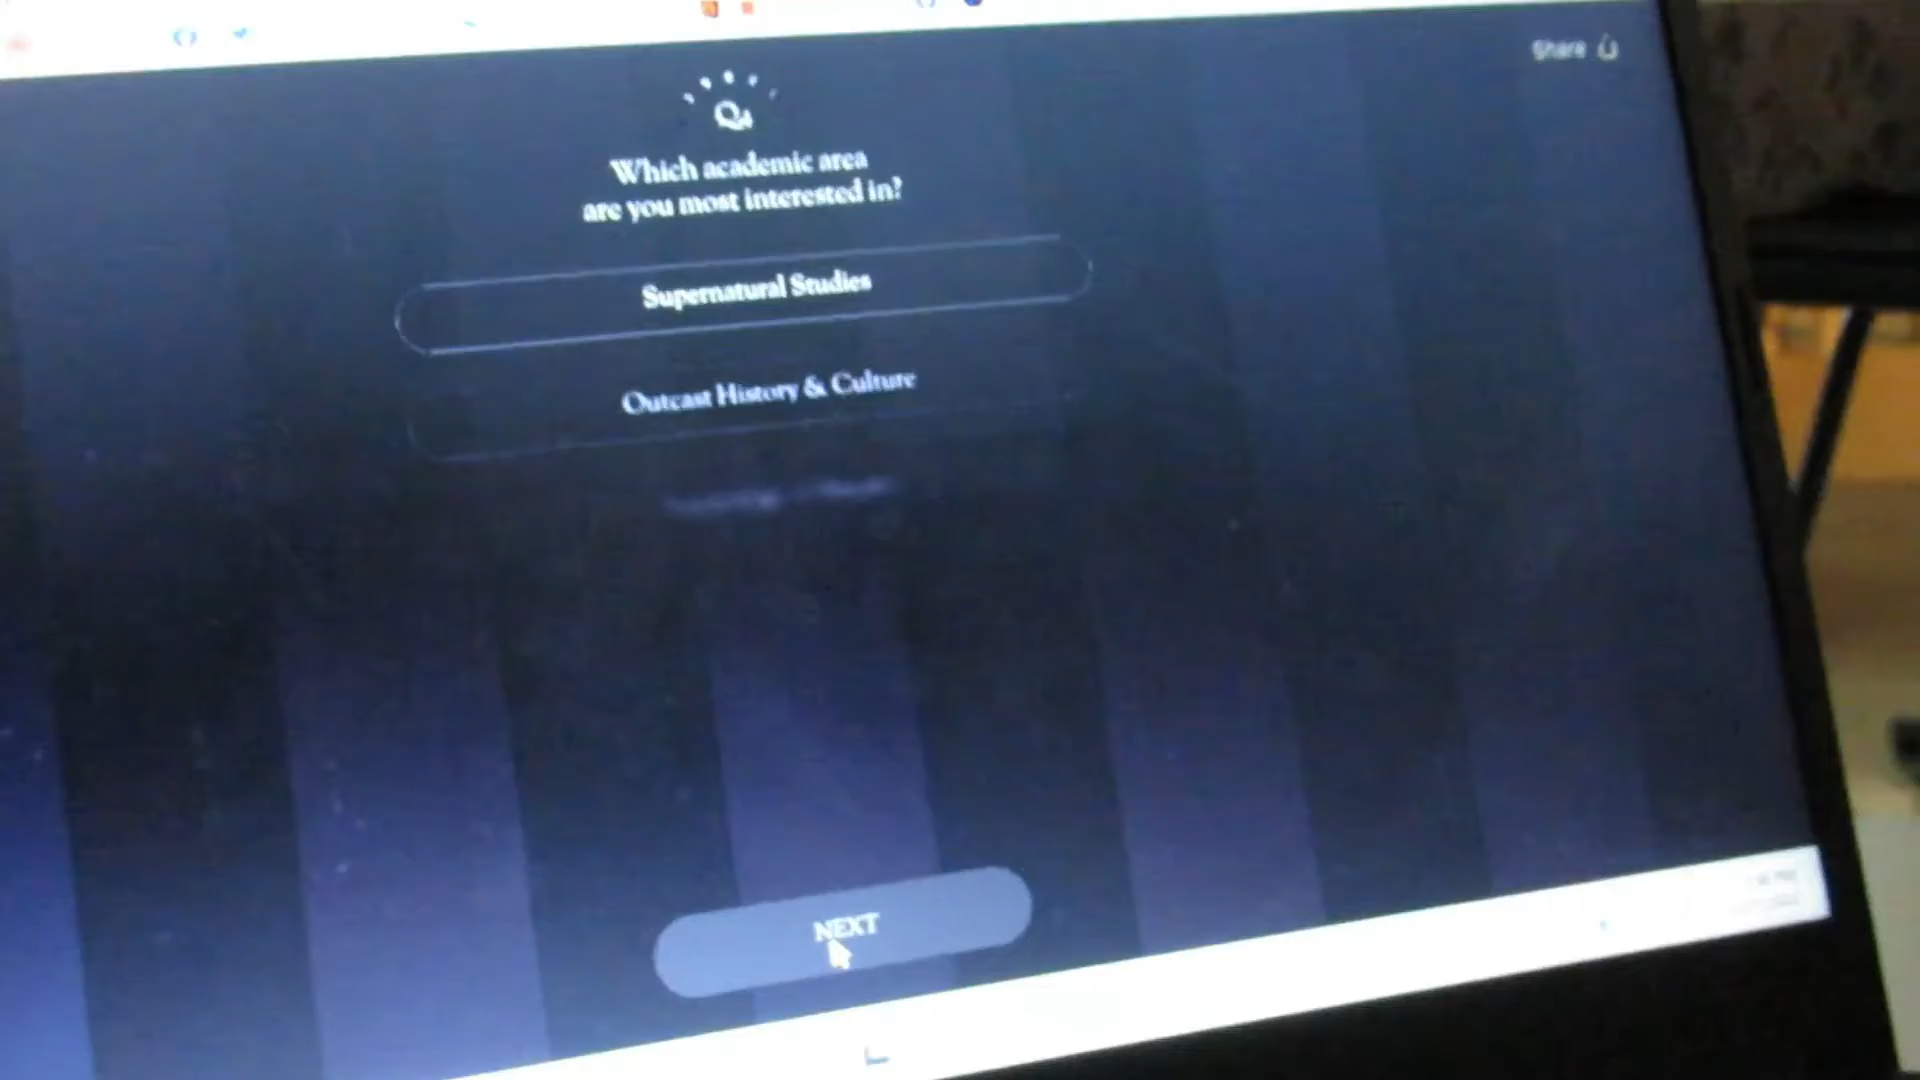 Share
Q4
Which academic area
are you most interested in?
Supernatural Studies
Outcast History & Culture
NEXT